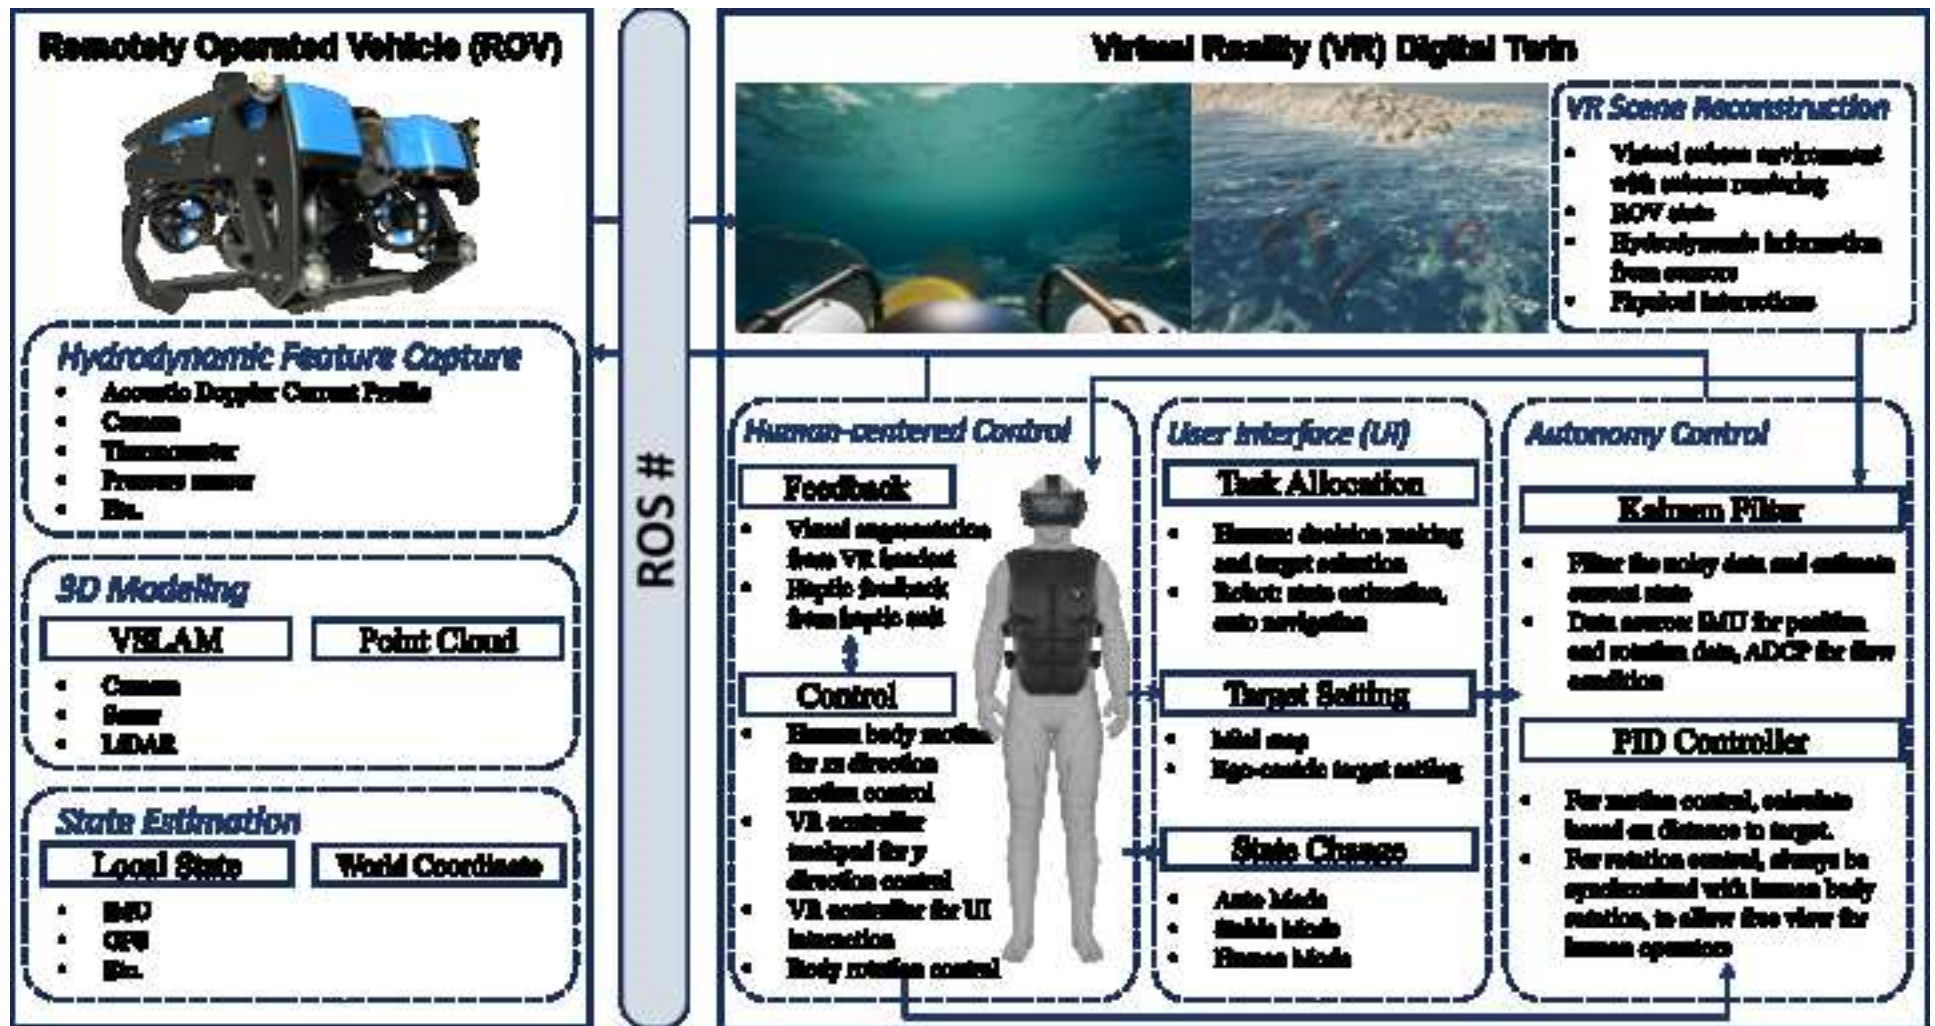 Remotely Operated Vehicle (ROV)
Hydrodynamic Feature Capture
• Acoustic Doppler Current Profile
• Camera
• Thermometer
• Pressure sensor
• Etc.
3D Modeling
VSLAM
Point Cloud
• Camera
• Sonar
• LiDAR
State Estimation
Local State
World Coordinate
• IMU
• GPS
• Etc.
ROS #
Virtual Reality (VR) Digital Twin
VR Scene Reconstruction
• Virtual subsea environment
with subsea rendering
• ROV state
• Hydrodynamic information
from sensors
• Physical interactions
Human-centered Control
Feedback
• Visual augmentation
from VR headset
• Haptic feedback
from haptic suit
Control
• Human body motion
for xz direction
motion control
• VR controller
trackpad for y
direction control
• VR controller for UI
interaction
• Body rotation control
User Interface (UI)
Task Allocation
• Human: decision making
and target selection
• Robot: state estimation,
auto navigation
Target Setting
• Mini map
• Ego-centric target setting
State Change
• Auto Mode
• Stable Mode
• Human Mode
Autonomy Control
Kalmen Filter
• Filter the noisy data and estimate
current state
• Data source: IMU for position
and rotation data, ADCP for flow
condition
PID Controller
• For motion control, calculate
based on distance to target.
• For rotation control, always be
synchronized with human body
rotation, to allow free view for
human operators